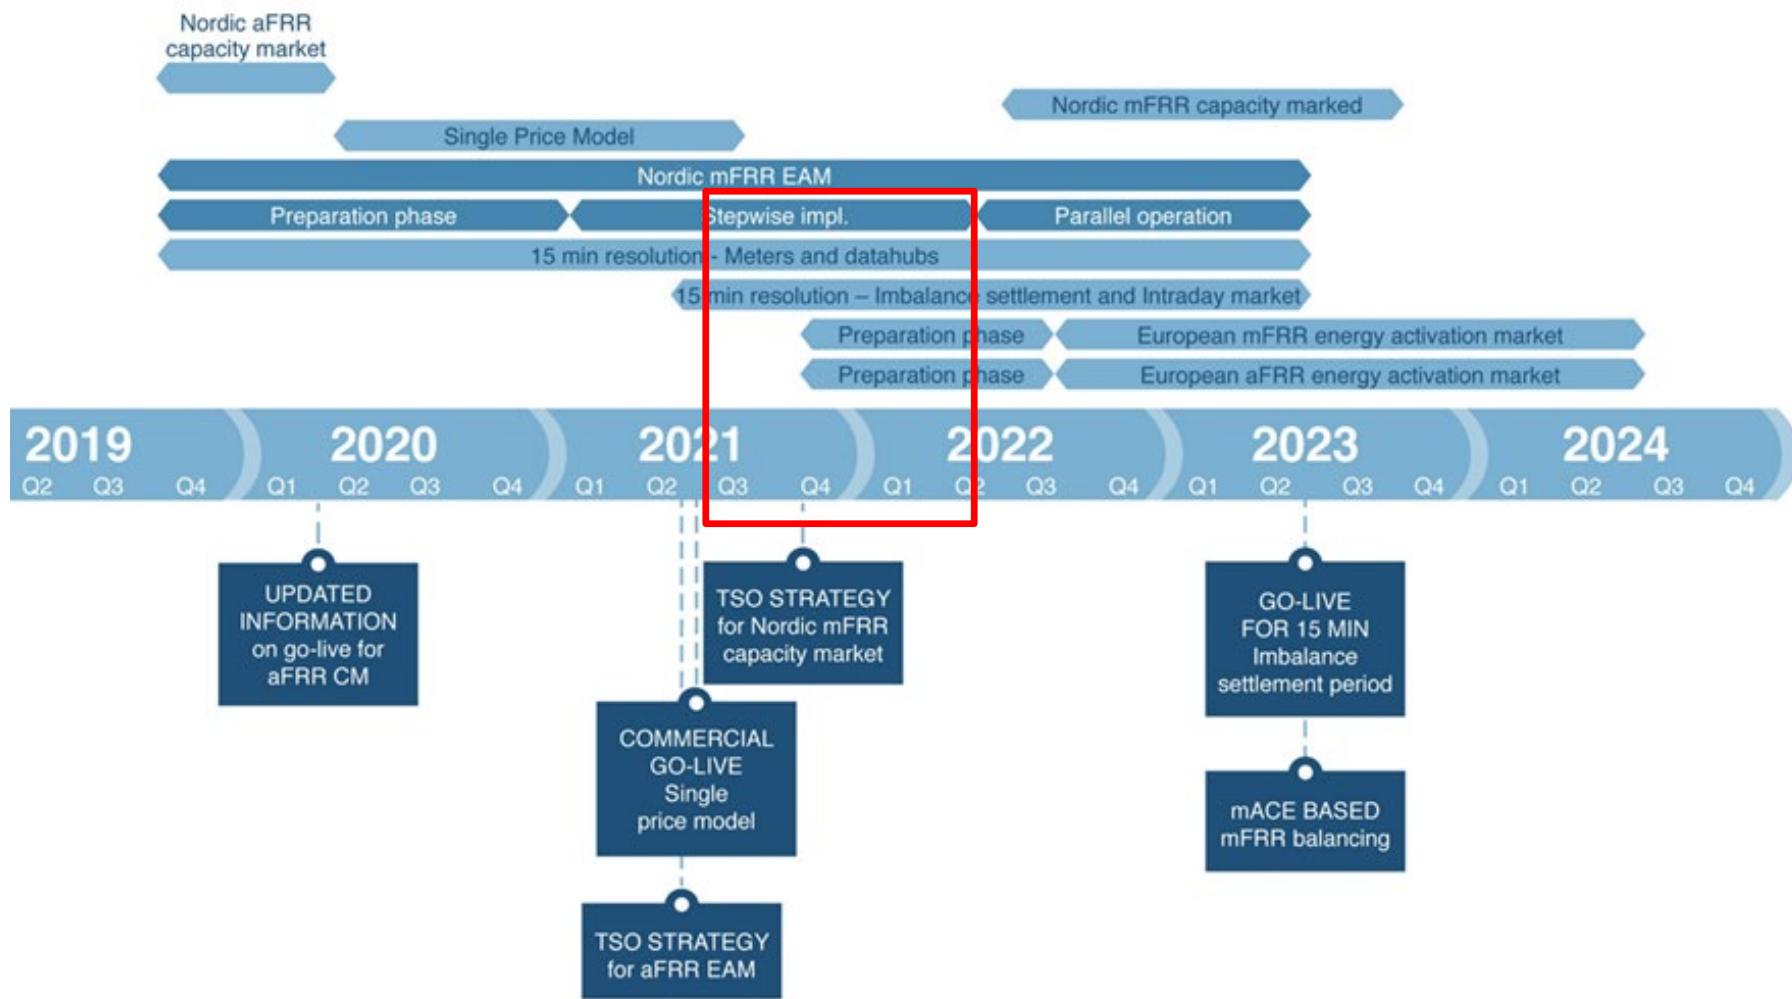 Nordic aFRR
capacity market
Nordic mFRR capacity marked
Single Price Model
Nordic mFRR EAM
Preparation phase
Stepwise impl.
Parallel operation
15 min resolution - Meters and datahubs
15 min resolution – Imbalance settlement and Intraday market
Preparation phase
European mFRR energy activation market
Preparation phase
European aFRR energy activation market
2019 2020 2021 2022 2023 2024
Q2 Q3 Q4 Q1 Q2 Q3 Q4 Q1 Q2 Q3 Q4 Q1 Q2 Q3 Q4 Q1 Q2 Q3 Q4 Q1 Q2 Q3 Q4
UPDATED
INFORMATION
on go-live for
aFRR CM
TSO STRATEGY
for Nordic mFRR
capacity market
GO-LIVE
FOR 15 MIN
Imbalance
settlement period
COMMERCIAL
GO-LIVE
Single
price model
mACE BASED
mFRR balancing
TSO STRATEGY
for aFRR EAM